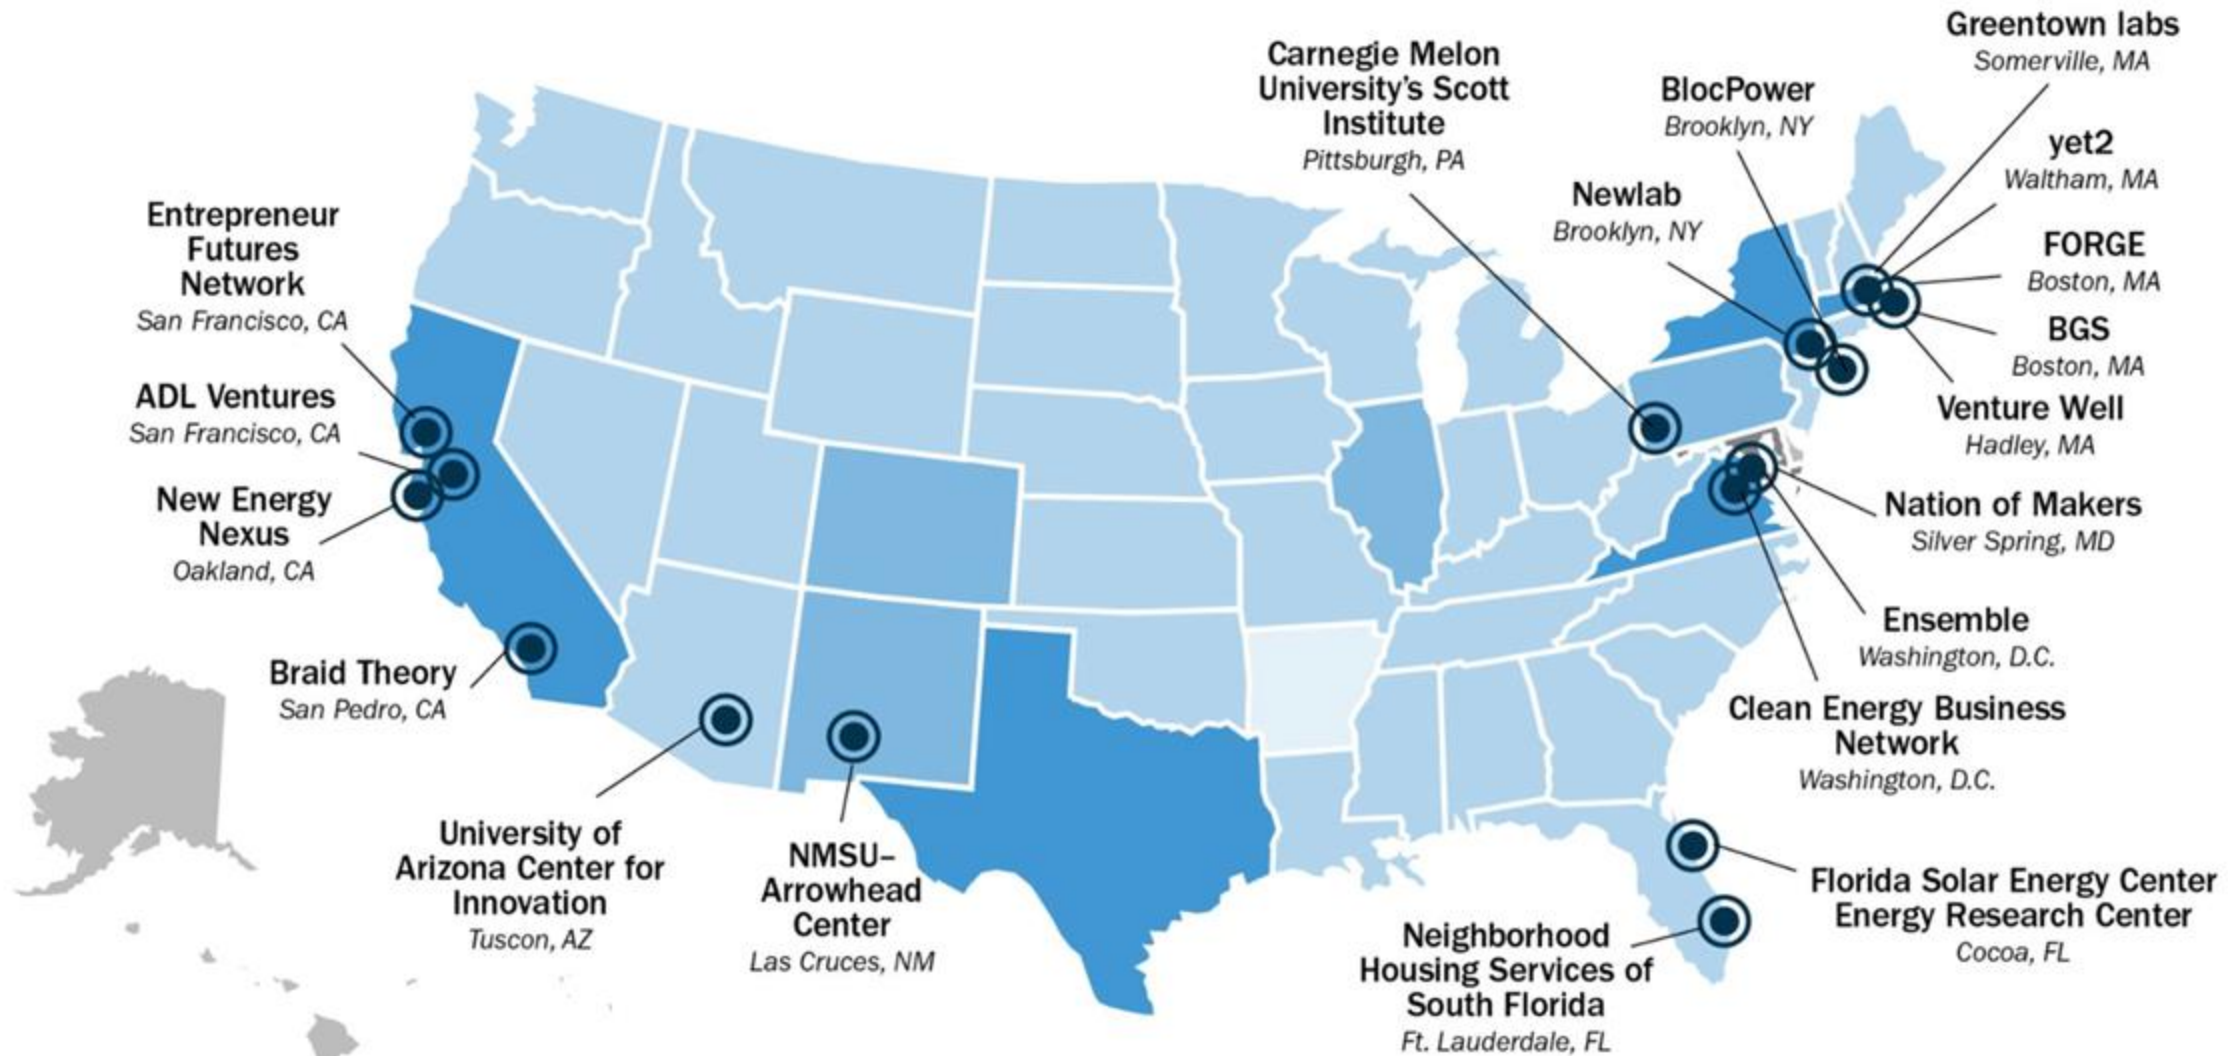 Greentown labs
Somerville, MA
Carnegie Melon
University's Scott
Institute
Pittsburgh, PA
BlocPower
Brooklyn, NY
yet2
Waltham, MA
Newlab
Brooklyn, NY
Entrepreneur
Futures
Network
San Francisco, CA
FORGE
Boston, MA
BGS
Boston, MA
ADL Ventures
San Francisco, CA
Venture Well
Hadley, MA
New Energy
Nexus
Oakland, CA
Nation of Makers
Silver Spring, MD
Ensemble
Washington, D.C.
Braid Theory
San Pedro, CA
Clean Energy Business
Network
Washington, D.C.
University of
Arizona Center for
Innovation
Tuscon, AZ
NMSU–
Arrowhead
Center
Las Cruces, NM
Florida Solar Energy Center
Energy Research Center
Cocoa, FL
Neighborhood
Housing Services of
South Florida
Ft. Lauderdale, FL